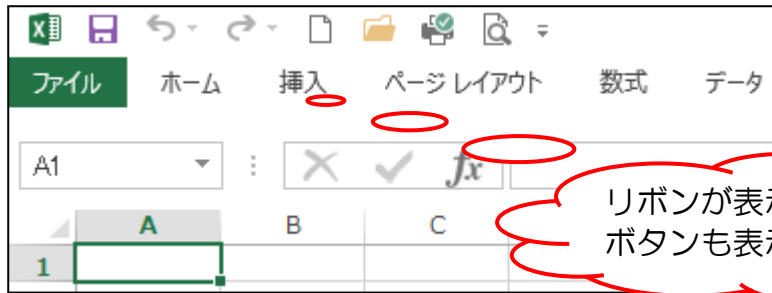 ファイル ホーム 挿入 ページ レイアウト 数式 データ
A1 fx
A B C
リボンが表
ボタンも表
1